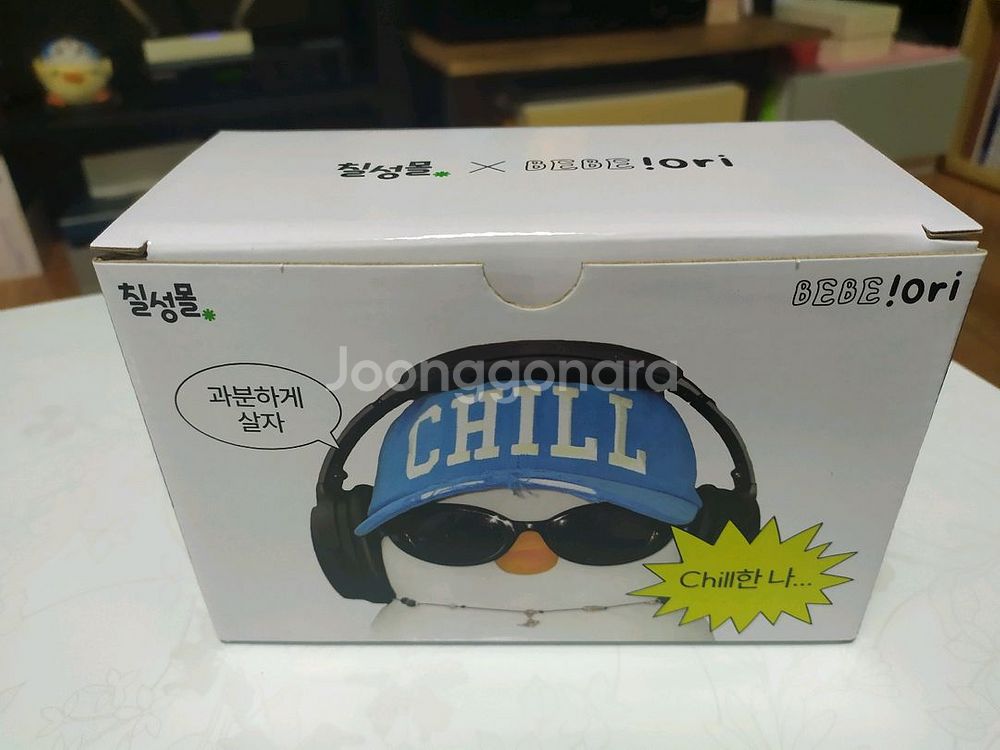 칠성몰 × BEBE!Ori
칠성몰
BEBE!Ori
Joonggonara
과분하게
살자
CHILL
Chill한 나...